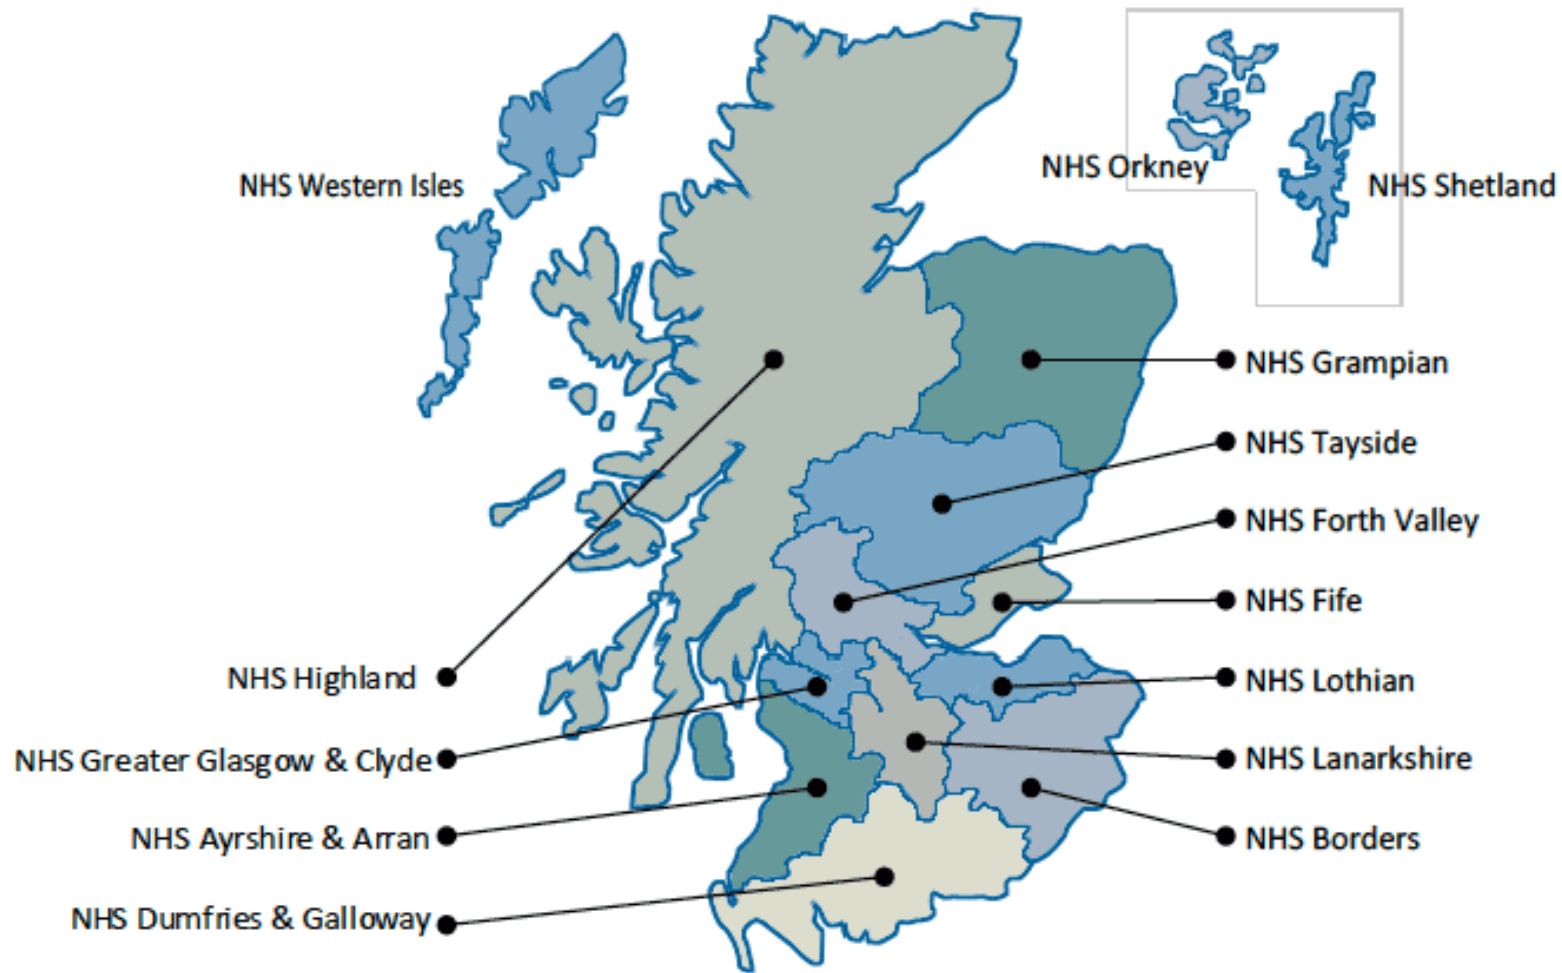 NHS Orkney
NHS Western Isles
NHS Shetland
NHS Grampian
NHS Tayside
NHS Forth Valley
NHS Fife
NHS Highland
NHS Lothian
NHS Greater Glasgow & Clyde
NHS Lanarkshire
NHS Ayrshire & Arran
NHS Borders
NHS Dumfries & Galloway